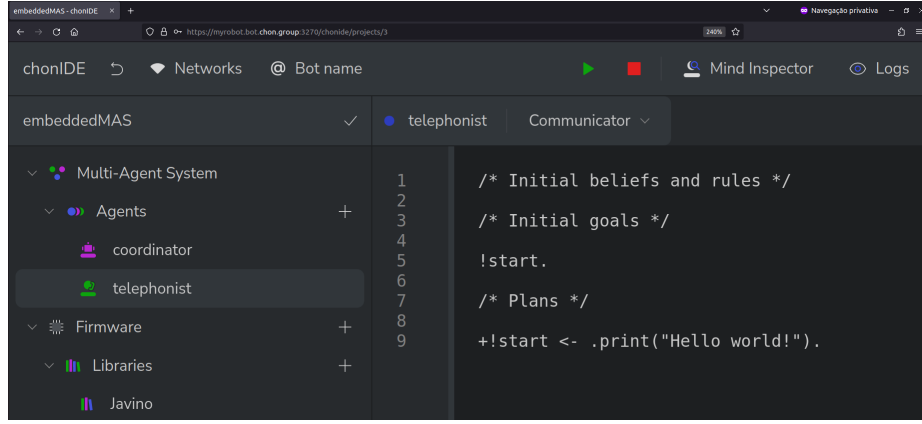 embeddedMAS - chonIDE
Navegação privativa
https://myrobot.bot.chon.group:3270/chonide/projects/3
240%
chonIDE
Networks
@ Bot name
Mind Inspector
Logs
embeddedMAS
telephonist
Communicator
Multi-Agent System
Agents
coordinator
telephonist
Firmware
Libraries
Javino
1 /* Initial beliefs and rules */
2
3 /* Initial goals */
4
5 !start.
6
7 /* Plans */
8
9 +!start <- .print("Hello world!").